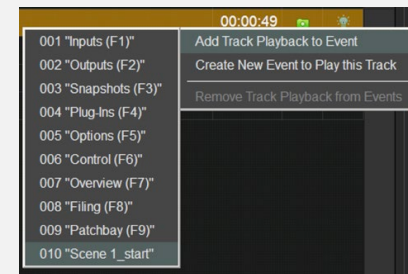 00:00:49
001 "Inputs (F1)"
002 "Outputs (F2)"
003 "Snapshots (F3)"
004 "Plug-Ins (F4)"
005 "Options (F5)"
006 "Control (F6)"
007 "Overview (F7)"
008 "Filing (F8)"
009 "Patchbay (F9)"
010 "Scene 1_start"
Add Track Playback to Event
Create New Event to Play this Track
Remove Track Playback from Events